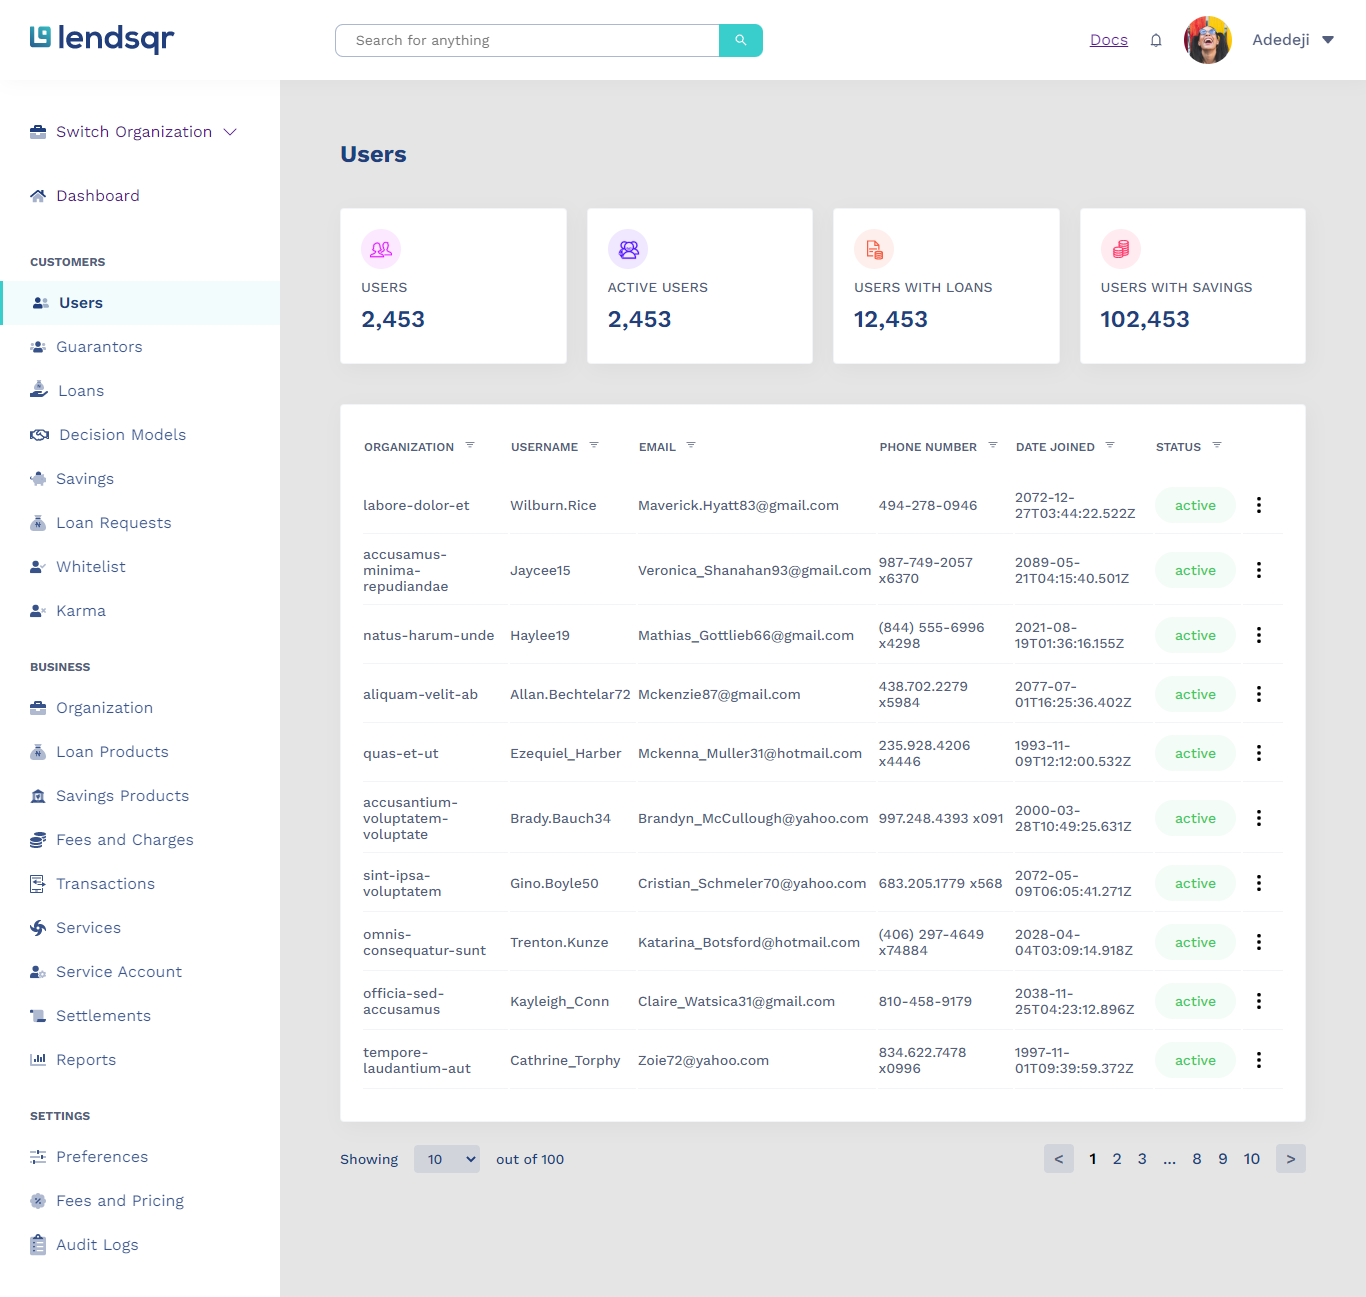 lendsqr
Search for anything
Docs
Adedeji
Switch Organization
Dashboard
CUSTOMERS
Users
Guarantors
Loans
Decision Models
Savings
Loan Requests
Whitelist
Karma
BUSINESS
Organization
Loan Products
Savings Products
Fees and Charges
Transactions
Services
Service Account
Settlements
Reports
SETTINGS
Preferences
Fees and Pricing
Audit Logs
Users
USERS
2,453
ACTIVE USERS
2,453
USERS WITH LOANS
12,453
USERS WITH SAVINGS
102,453
ORGANIZATION USERNAME EMAIL PHONE NUMBER DATE JOINED STATUS
labore-dolor-et Wilburn.Rice Maverick.Hyatt83@gmail.com 494-278-0946 2072-12-
27T03:44:22.522Z active
accusamus-
minima-
repudiandae Jaycee15 Veronica_Shanahan93@gmail.com 987-749-2057
x6370 2089-05-
21T04:15:40.501Z active
natus-harum-unde Haylee19 Mathias_Gottlieb66@gmail.com (844) 555-6996
x4298 2021-08-
19T01:36:16.155Z active
aliquam-velit-ab Allan.Bechtelar72 Mckenzie87@gmail.com 438.702.2279
x5984 2077-07-
01T16:25:36.402Z active
quas-et-ut Ezequiel_Harber Mckenna_Muller31@hotmail.com 235.928.4206
x4446 1993-11-
09T12:12:00.532Z active
accusantium-
voluptatem-
voluptate Brady.Bauch34 Brandyn_McCullough@yahoo.com 997.248.4393 x091 2000-03-
28T10:49:25.631Z active
sint-ipsa-
voluptatem Gino.Boyle50 Cristian_Schmeler70@yahoo.com 683.205.1779 x568 2072-05-
09T06:05:41.271Z active
omnis-
consequatur-sunt Trenton.Kunze Katarina_Botsford@hotmail.com (406) 297-4649
x74884 2028-04-
04T03:09:14.918Z active
officia-sed-
accusamus Kayleigh_Conn Claire_Watsica31@gmail.com 810-458-9179 2038-11-
25T04:23:12.896Z active
tempore-
laudantium-aut Cathrine_Torphy Zoie72@yahoo.com 834.622.7478
x0996 1997-11-
01T09:39:59.372Z active
Showing 10 out of 100
< 1 2 3 ... 8 9 10 >